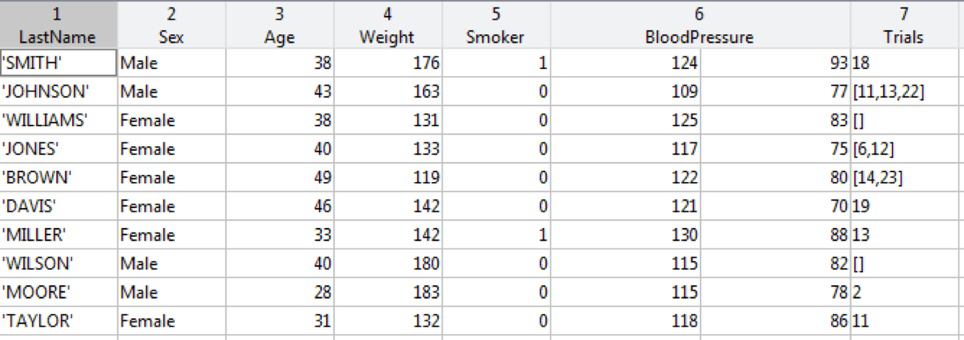 1 2 3 4 5 6 7
LastName Sex Age Weight Smoker BloodPressure Trials
'SMITH' Male 38 176 1 124 93 18
'JOHNSON' Male 43 163 0 109 77 [11,13,22]
'WILLIAMS' Female 38 131 0 125 83 []
'JONES' Female 40 133 0 117 75 [6,12]
'BROWN' Female 49 119 0 122 80 [14,23]
'DAVIS' Female 46 142 0 121 70 19
'MILLER' Female 33 142 1 130 88 13
'WILSON' Male 40 180 0 115 82 []
'MOORE' Male 28 183 0 115 78 2
'TAYLOR' Female 31 132 0 118 86 11